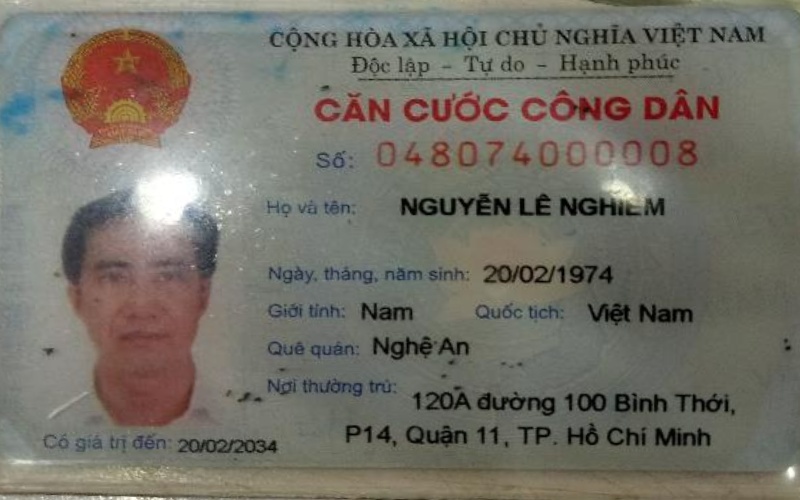 CỘNG HÒA XÃ HỘI CHỦ NGHĨA VIỆT NAM
Độc lập - Tự do - Hạnh phúc
CĂN CƯỚC CÔNG DÂN
Số: 048074000008
Họ và tên: NGUYỄN LÊ NGHIÊM
Ngày, tháng, năm sinh: 20/02/1974
Giới tính: Nam Quốc tịch: Việt Nam
Quê quán: Nghệ An
Nơi thường trú: 120A đường 100 Bình Thới,
P14, Quận 11, TP. Hồ Chí Minh
Có giá trị đến: 20/02/2034